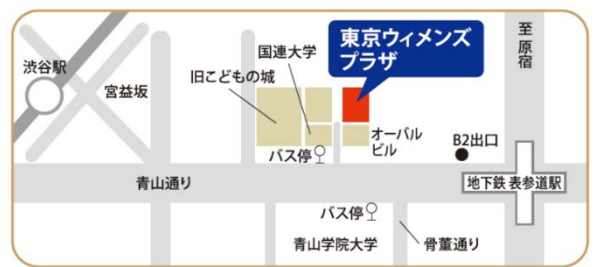 東京ウィメンズ
プラザ
至
原
宿
国連大学
渋谷駅
旧こどもの城
宮益坂
オーバル
ビル
B2出口
バス停
青山通り
地下鉄 表参道駅
バス停
青山学院大学
骨董通り